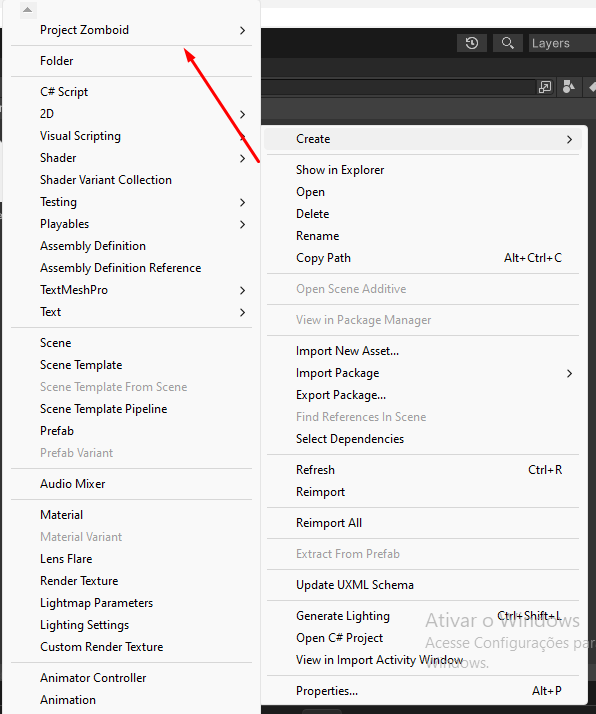 Project Zomboid
Folder
C# Script
2D
Visual Scripting
Shader
Shader Variant Collection
Testing
Playables
Assembly Definition
Assembly Definition Reference
TextMeshPro
Text
Scene
Scene Template
Scene Template From Scene
Scene Template Pipeline
Prefab
Prefab Variant
Audio Mixer
Material
Material Variant
Lens Flare
Render Texture
Lightmap Parameters
Lighting Settings
Custom Render Texture
Animator Controller
Animation
Layers
Create
Show in Explorer
Open
Delete
Rename
Copy Path Alt+Ctrl+C
Open Scene Additive
View in Package Manager
Import New Asset...
Import Package
Export Package...
Find References In Scene
Select Dependencies
Refresh Ctrl+R
Reimport
Reimport All
Extract From Prefab
Update UXML Schema
Generate Lighting Ctrl+Shift+L
Open C# Project
View in Import Activity Window
Properties... Alt+P
Ativar o Windows
Acesse Configurações par
Windows.